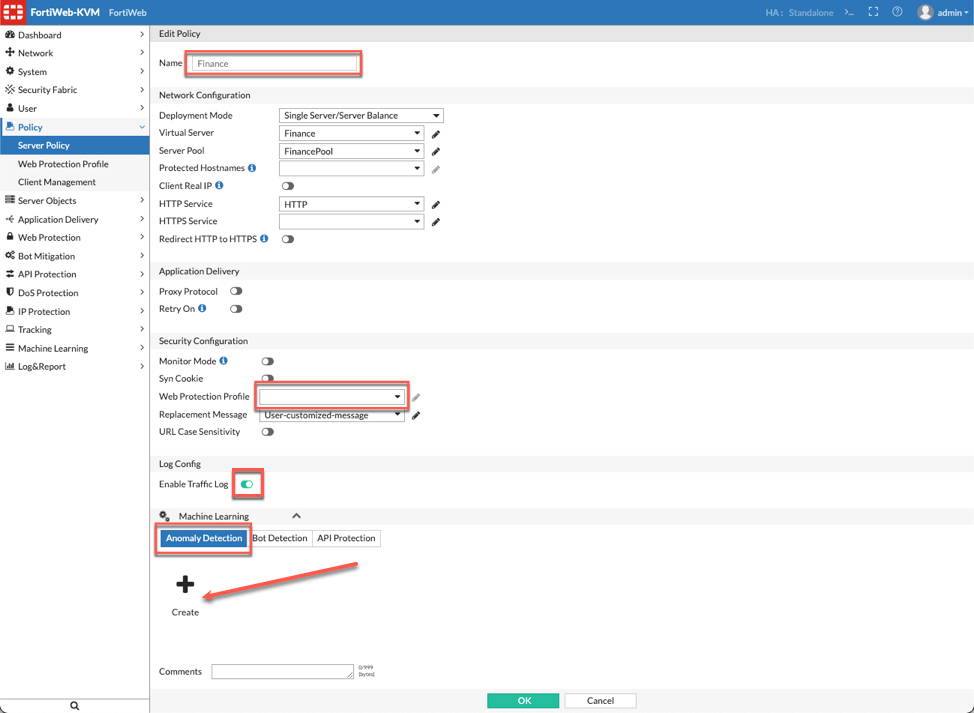 FortiWeb-KVM FortiWeb
HA: Standalone >_ admin
Dashboard
Network
System
Security Fabric
User
Policy
Server Policy
Web Protection Profile
Client Management
Server Objects
Application Delivery
Web Protection
Bot Mitigation
API Protection
DoS Protection
IP Protection
Tracking
Machine Learning
Log&Report
Edit Policy
Name Finance
Network Configuration
Deployment Mode Single Server/Server Balance
Virtual Server Finance
Server Pool FinancePool
Protected Hostnames
Client Real IP
HTTP Service HTTP
HTTPS Service
Redirect HTTP to HTTPS
Application Delivery
Proxy Protocol
Retry On
Security Configuration
Monitor Mode
Syn Cookie
Web Protection Profile
Replacement Message User-customized-message
URL Case Sensitivity
Log Config
Enable Traffic Log
Machine Learning
Anomaly Detection Bot Detection API Protection
Create
Comments 0/999
(bytes)
OK Cancel